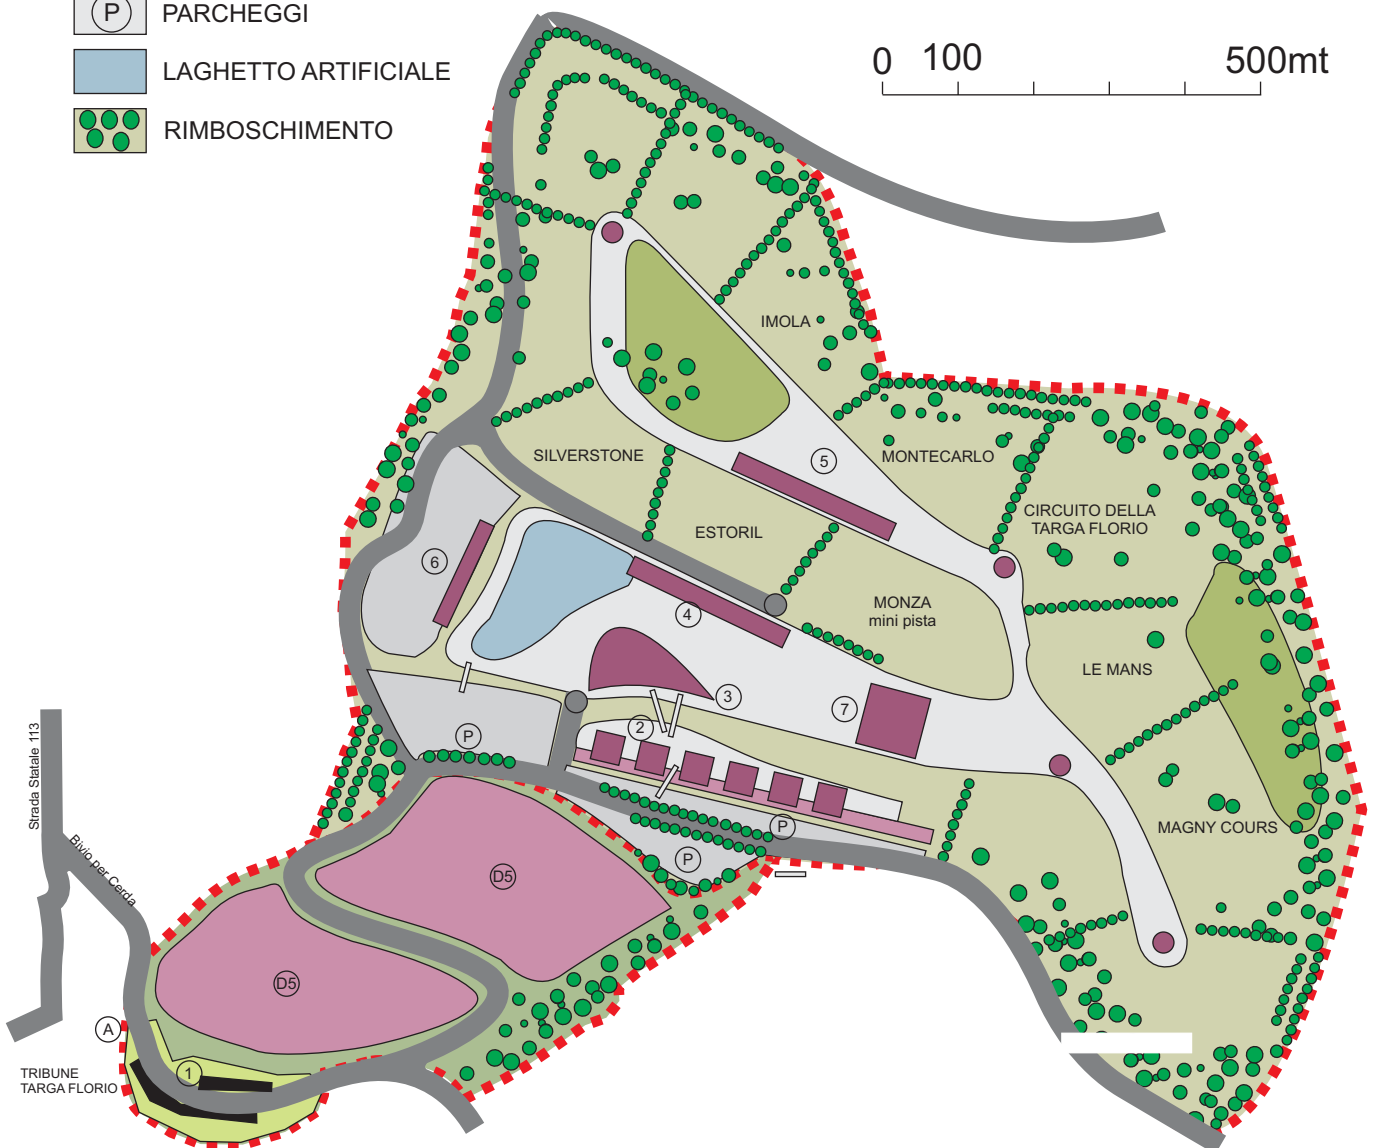 P PARCHEGGI
LAGHETTO ARTIFICIALE
RIMBOSCHIMENTO
0 100 500mt
IMOLA
SILVERSTONE
5
MONTECARLO
CIRCUITO DELLA
TARGA FLORIO
ESTORIL
6
MONZA
mini pista
4
LE MANS
3
7
2
P
Strada Statale 113
P
MAGNY COURS
P
Bivio per Cerda
D5
D5
A
1
TRIBUNE
TARGA FLORIO